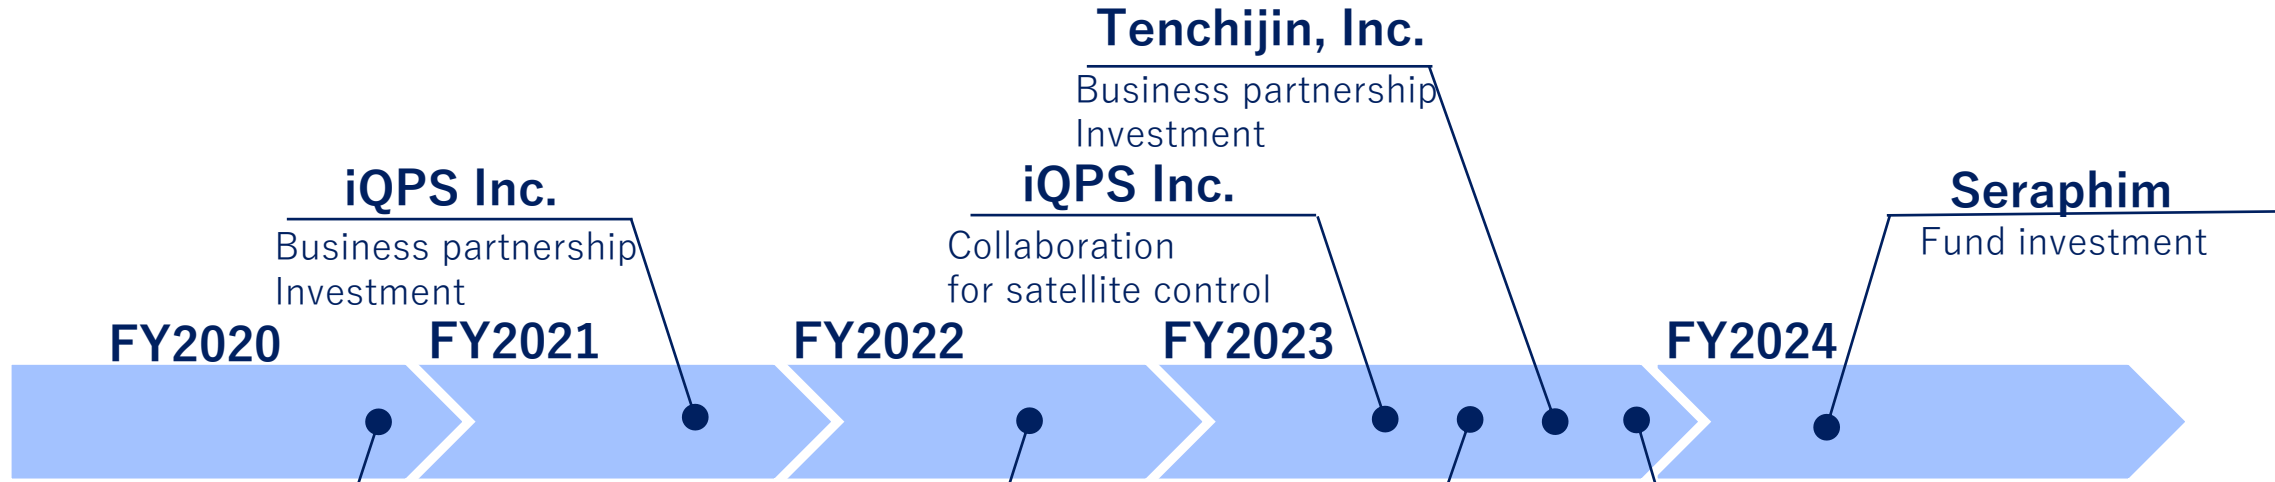 Tenchijin, Inc.
Business partnership
Investment
iQPS Inc.
Business partnership
Investment
iQPS Inc.
Collaboration
for satellite control
Seraphim
Fund investment
FY2020
FY2021
FY2022
FY2023
FY2024